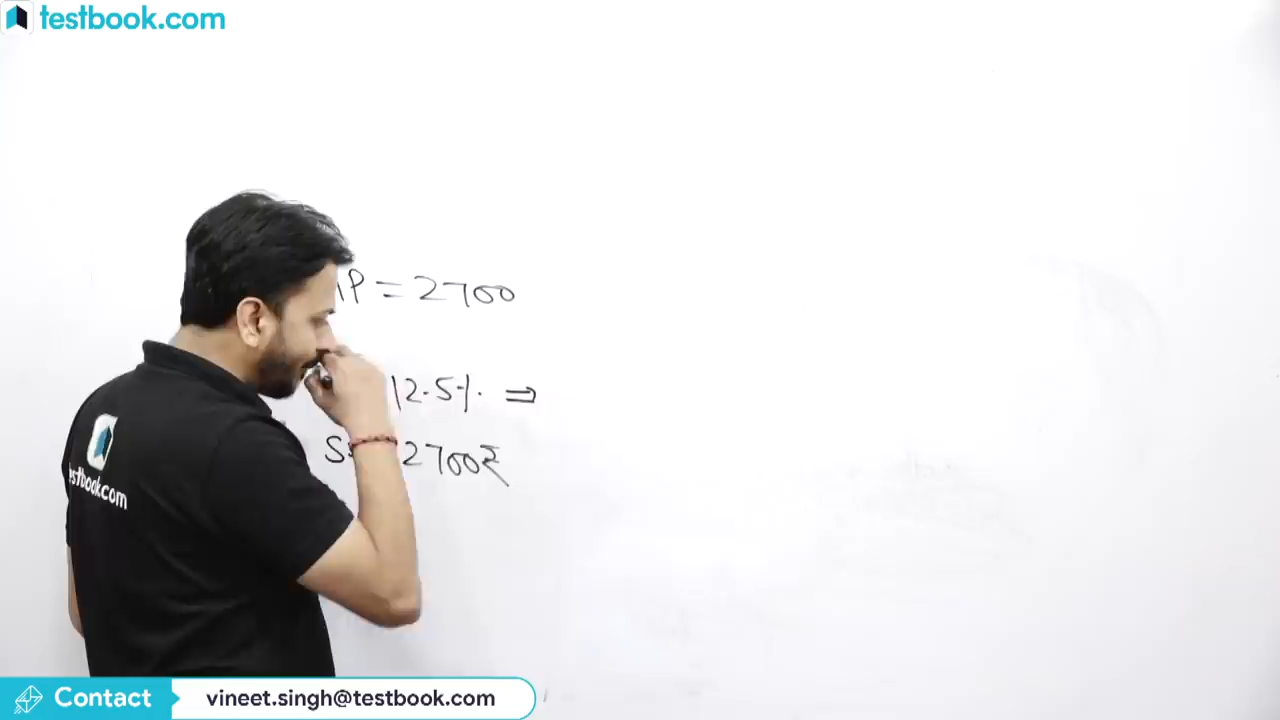 testbook.com
P = 2700
12.5% ⇒
S 2700₹
testbook.com
Contact vineet.singh@testbook.com